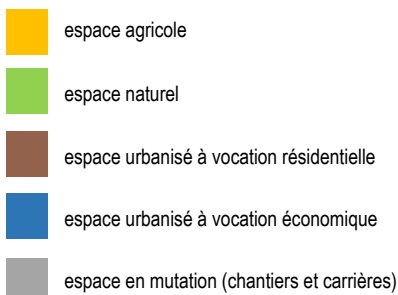 espace agricole
espace naturel
espace urbanisé à vocation résidentielle
espace urbanisé à vocation économique
espace en mutation (chantiers et carrières)